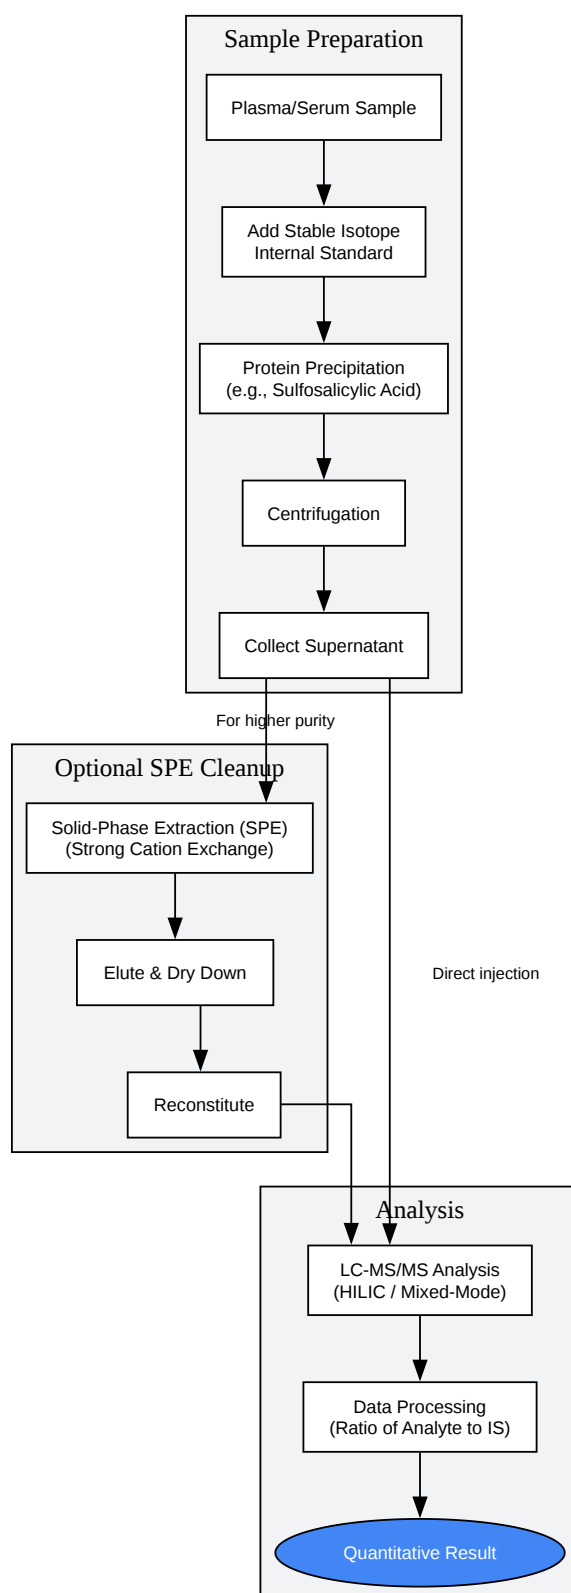 Sample Preparation
Plasma/Serum Sample
Add Stable Isotope
Internal Standard
Protein Precipitation
(e.g., Sulfosalicylic Acid)
Centrifugation
Collect Supernatant
For higher purity
Optional SPE Cleanup
Solid-Phase Extraction (SPE)
(Strong Cation Exchange)
Elute & Dry Down
Direct injection
Reconstitute
Analysis
LC-MS/MS Analysis
(HILIC / Mixed-Mode)
Data Processing
(Ratio of Analyte to IS)
Quantitative Result